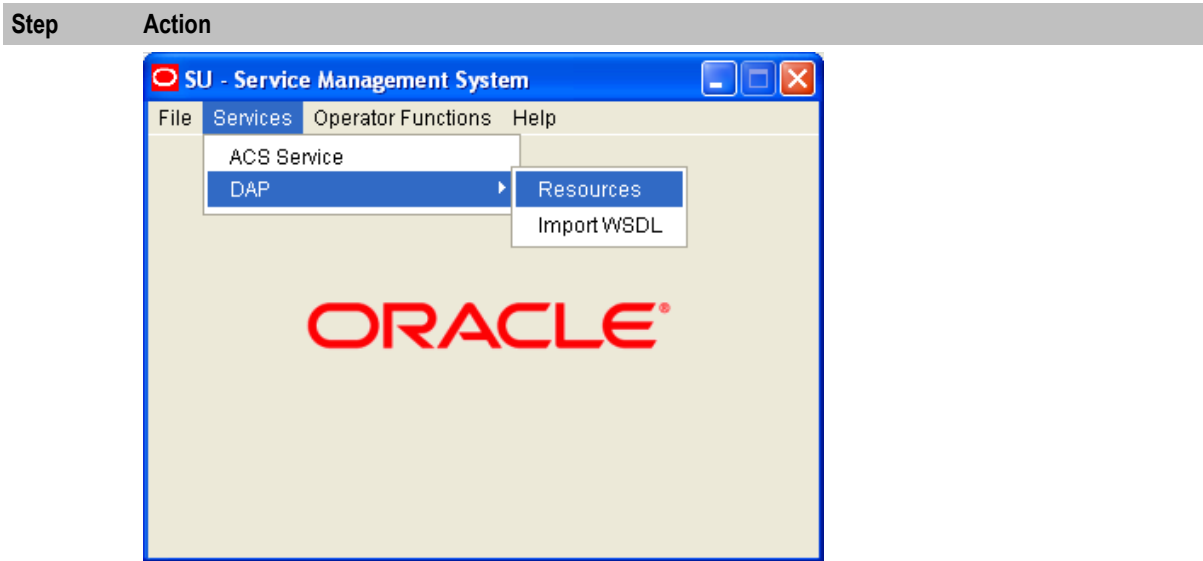 Step Action
SU - Service Management System
File Services Operator Functions Help
ACS Service
DAP Resources
Import WSDL
ORACLE®